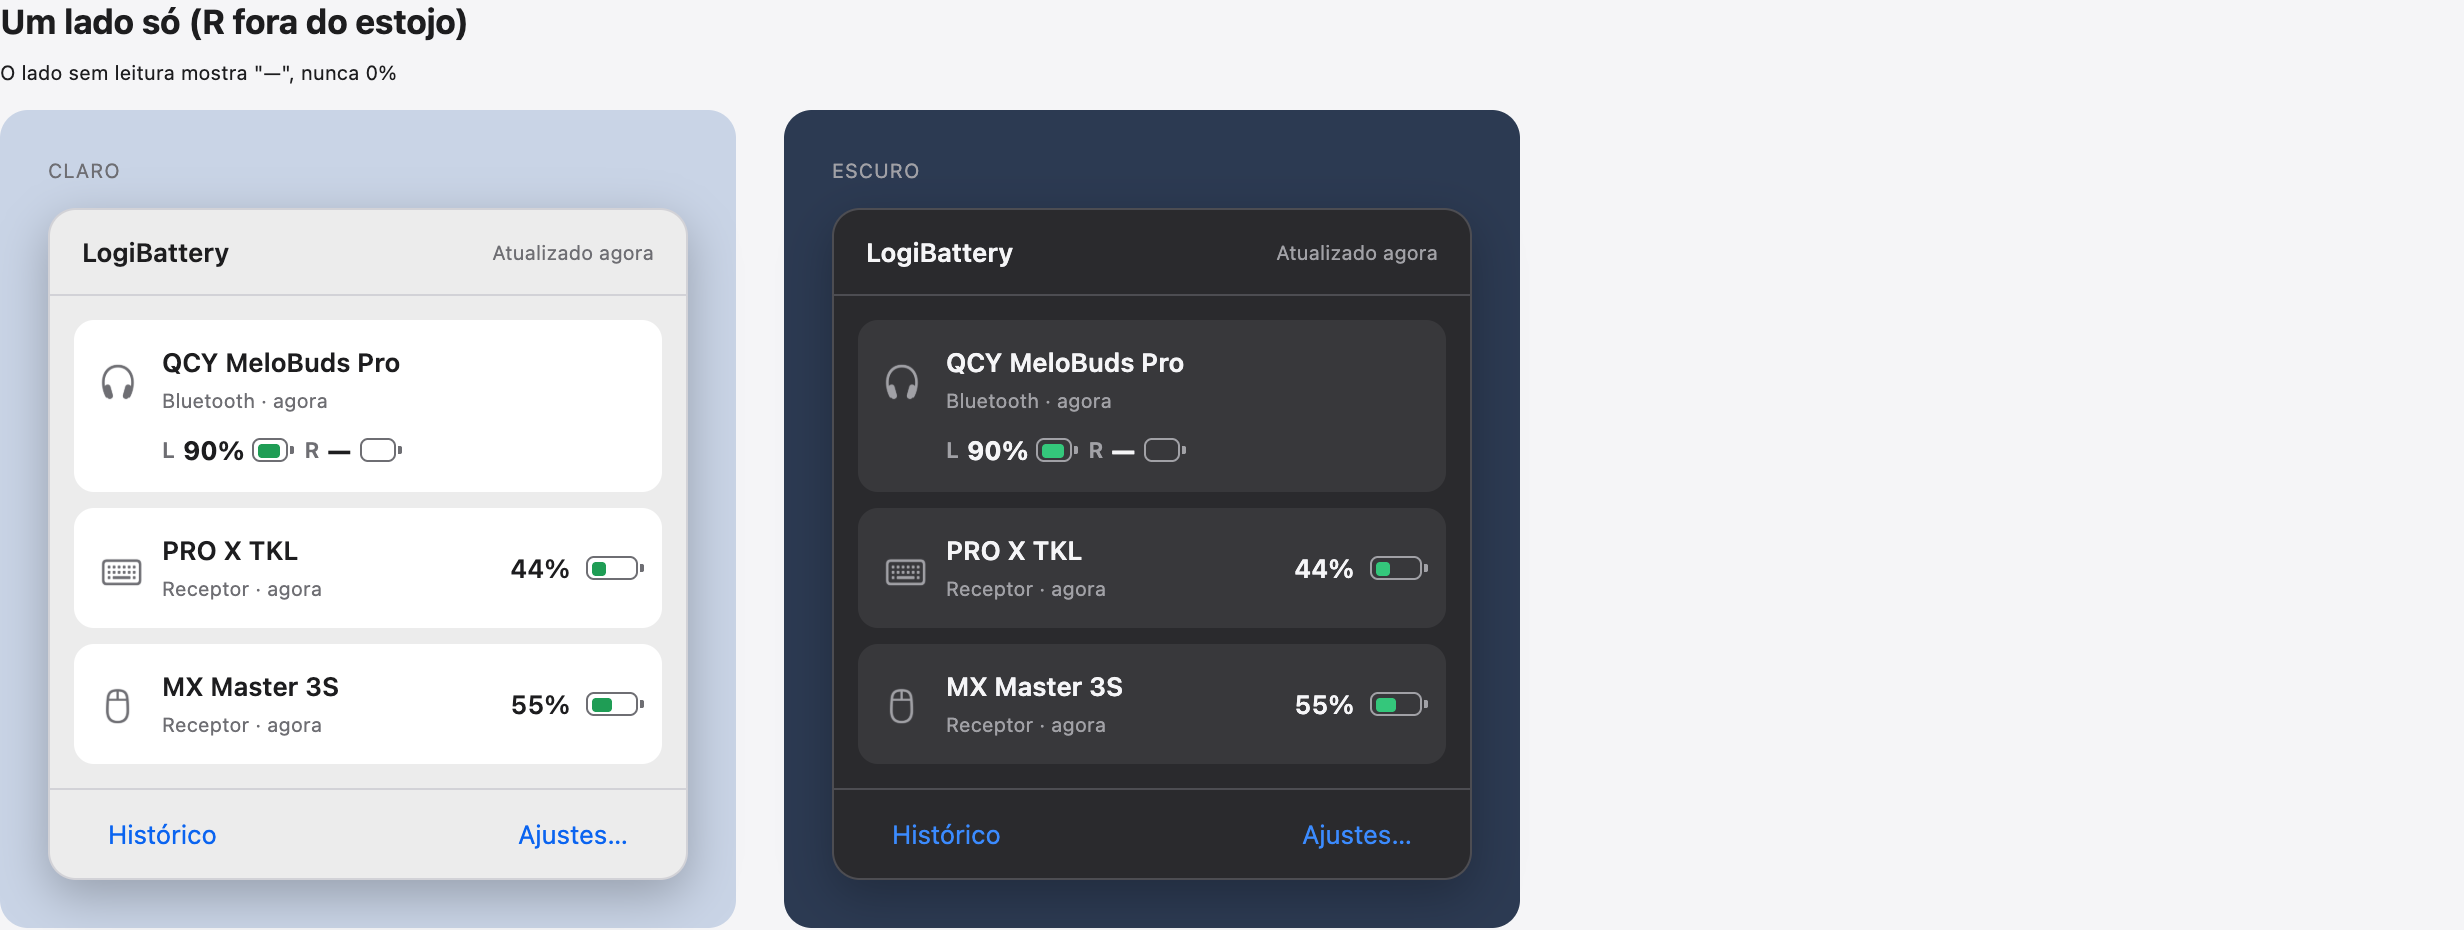 Um lado só (R fora do estojo)
O lado sem leitura mostra "—", nunca 0%
CLARO
LogiBattery Atualizado agora
QCY MeloBuds Pro
Bluetooth · agora
L 90% R —
PRO X TKL
44%
Receptor · agora
MX Master 3S
55%
Receptor · agora
Histórico Ajustes...
ESCURO
LogiBattery Atualizado agora
QCY MeloBuds Pro
Bluetooth · agora
L 90% R —
PRO X TKL
44%
Receptor · agora
MX Master 3S
55%
Receptor · agora
Histórico Ajustes...